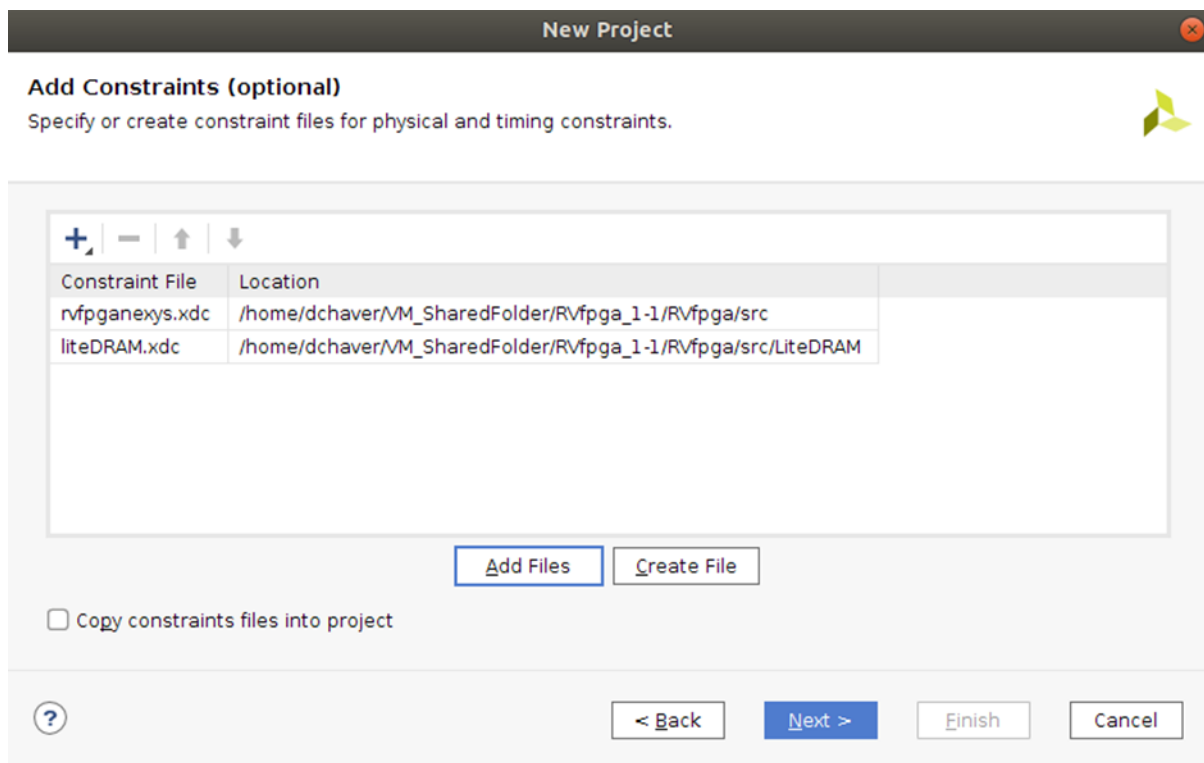 New Project
Add Constraints (optional)
Specify or create constraint files for physical and timing constraints.
Constraint File Location
rvfpganexys.xdc /home/dchaver/VM_SharedFolder/RVfpga_1-1/RVfpga/src
liteDRAM.xdc /home/dchaver/VM_SharedFolder/RVfpga_1-1/RVfpga/src/LiteDRAM
Add Files Create File
Copy constraints files into project
? < Back Next > Finish Cancel